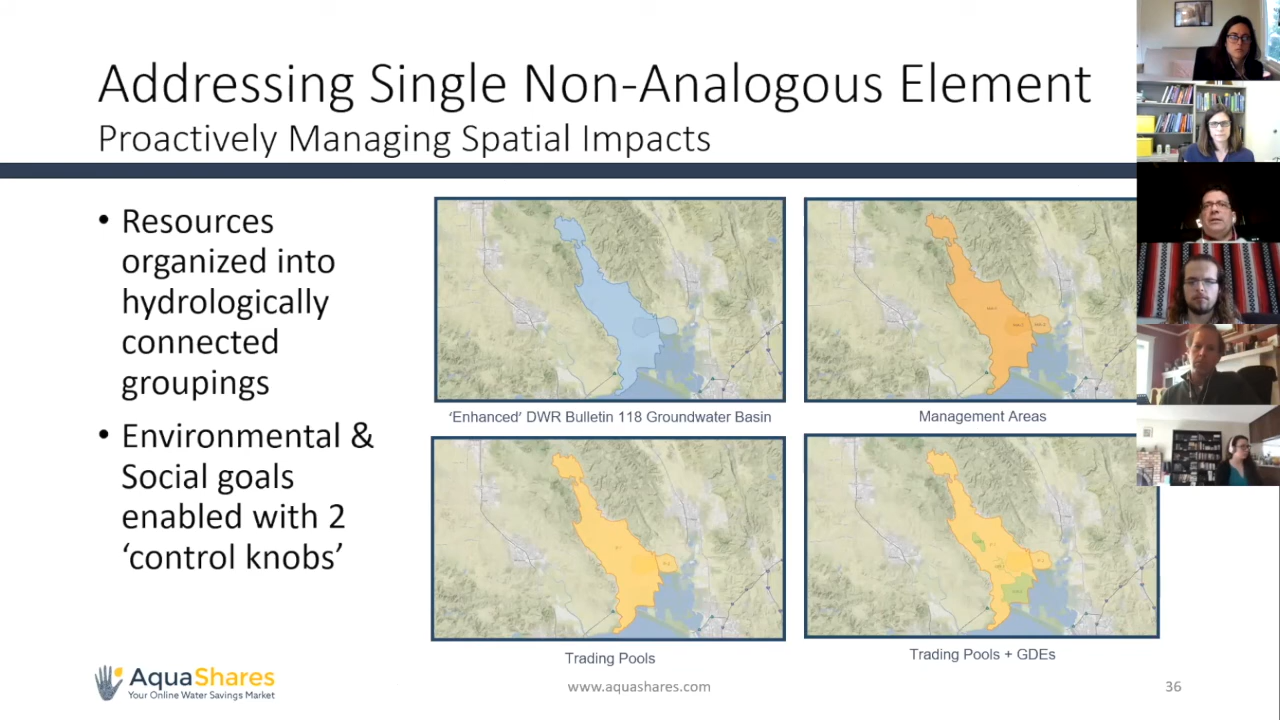 Addressing Single Non-Analogous Element
Proactively Managing Spatial Impacts
• Resources
organized into
hydrologically
connected
groupings
• Environmental &
Social goals
enabled with 2
‘control knobs’
‘Enhanced’ DWR Bulletin 118 Groundwater Basin
Management Areas
Trading Pools
Trading Pools + GDEs
AquaShares
Your Online Water Savings Market
www.aquashares.com
36